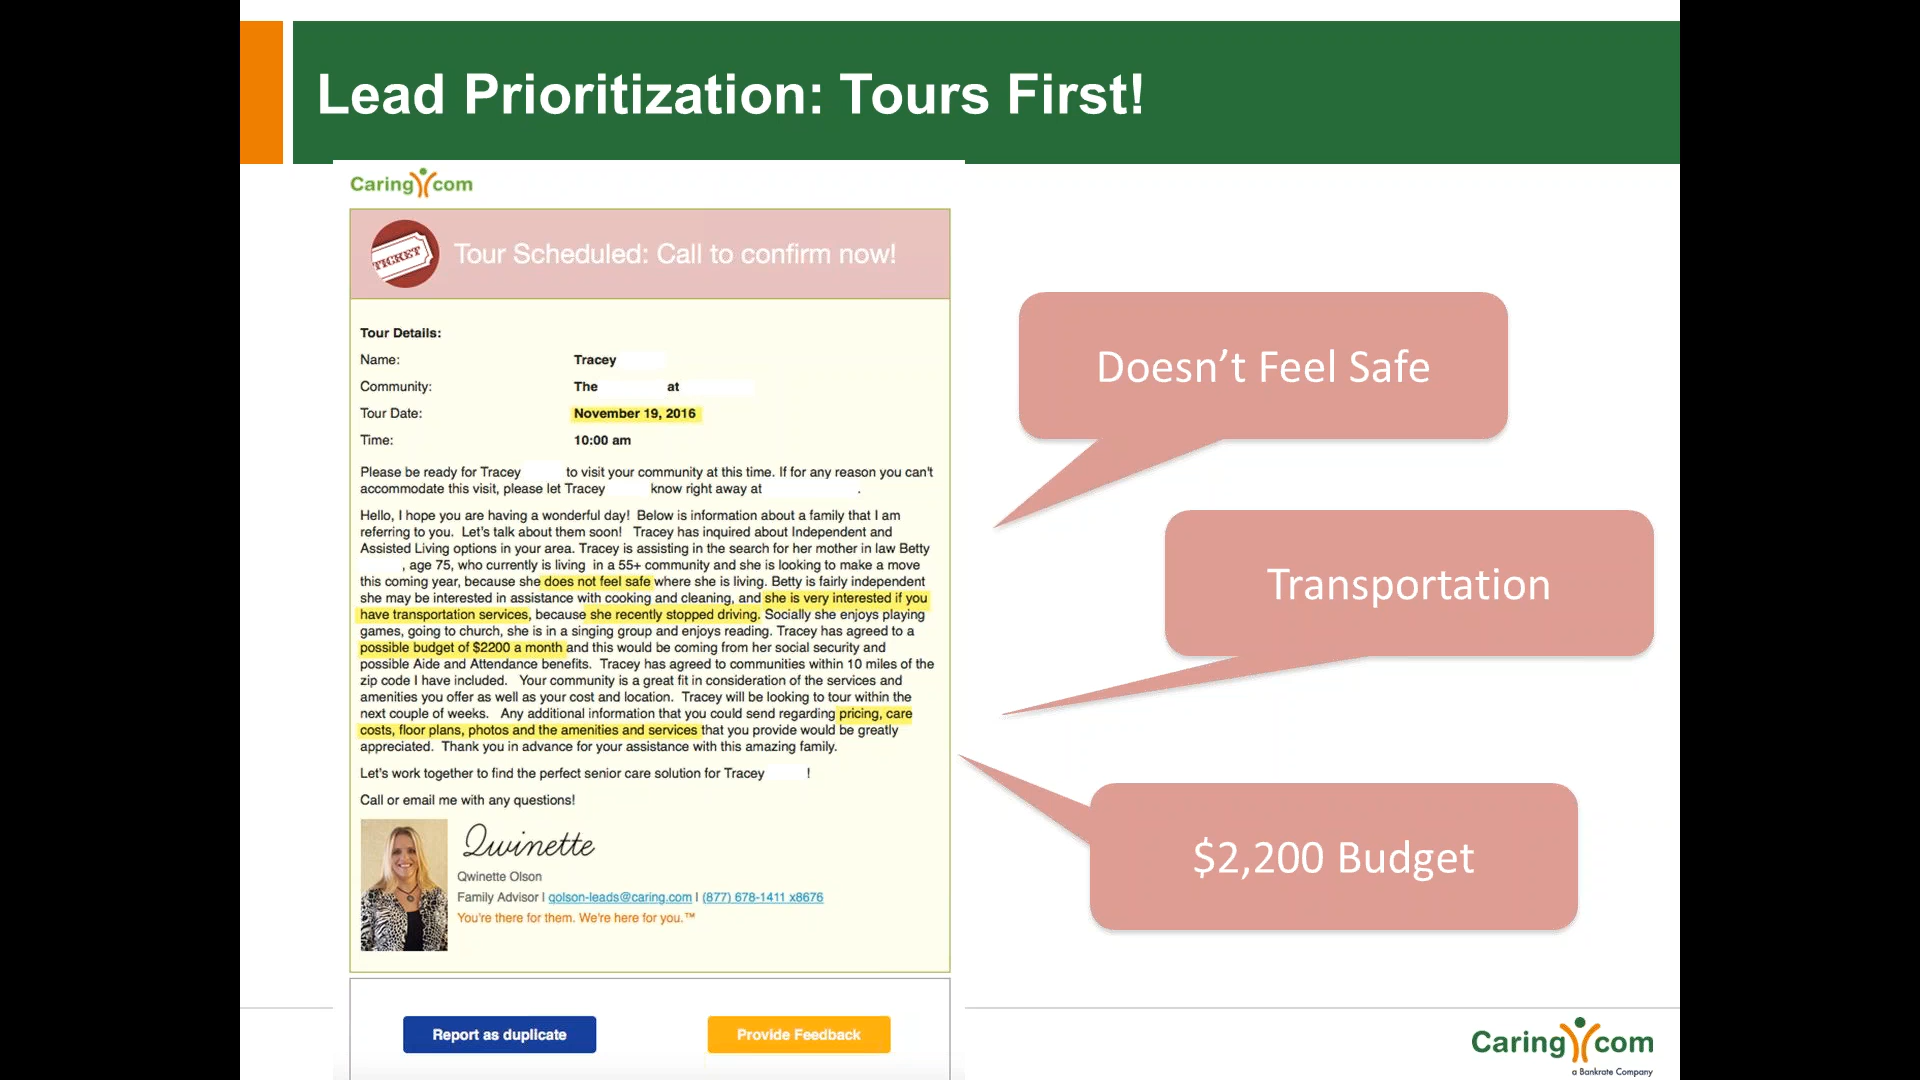 Lead Prioritization: Tours First!
Caring com
TICKET
Tour Scheduled: Call to confirm now!
Tour Details:
Name: Tracey
Community: The at
Tour Date: November 19, 2016
Time: 10:00 am
Please be ready for Tracey to visit your community at this time. If for any reason you can't
accommodate this visit, please let Tracey know right away at .
Hello, I hope you are having a wonderful day! Below is information about a family that I am
referring to you. Let's talk about them soon! Tracey has inquired about Independent and
Assisted Living options in your area. Tracey is assisting in the search for her mother in law Betty
, age 75, who currently is living in a 55+ community and she is looking to make a move
this coming year, because she does not feel safe where she is living. Betty is fairly independent
she may be interested in assistance with cooking and cleaning, and she is very interested if you
have transportation services, because she recently stopped driving. Socially she enjoys playing
games, going to church, she is in a singing group and enjoys reading. Tracey has agreed to a
possible budget of $2200 a month and this would be coming from her social security and
possible Aide and Attendance benefits. Tracey has agreed to communities within 10 miles of the
zip code I have included. Your community is a great fit in consideration of the services and
amenities you offer as well as your cost and location. Tracey will be looking to tour within the
next couple of weeks. Any additional information that you could send regarding pricing, care
costs, floor plans, photos and the amenities and services that you provide would be greatly
appreciated. Thank you in advance for your assistance with this amazing family.
Let's work together to find the perfect senior care solution for Tracey !
Call or email me with any questions!
Qwinette
Qwinette Olson
Family Advisor | qolson-leads@caring.com | (877) 678-1411 x8676
You're there for them. We're here for you.™
Report as duplicate
Provide Feedback
Doesn't Feel Safe
Transportation
$2,200 Budget
Caring com
a Bankrate Company